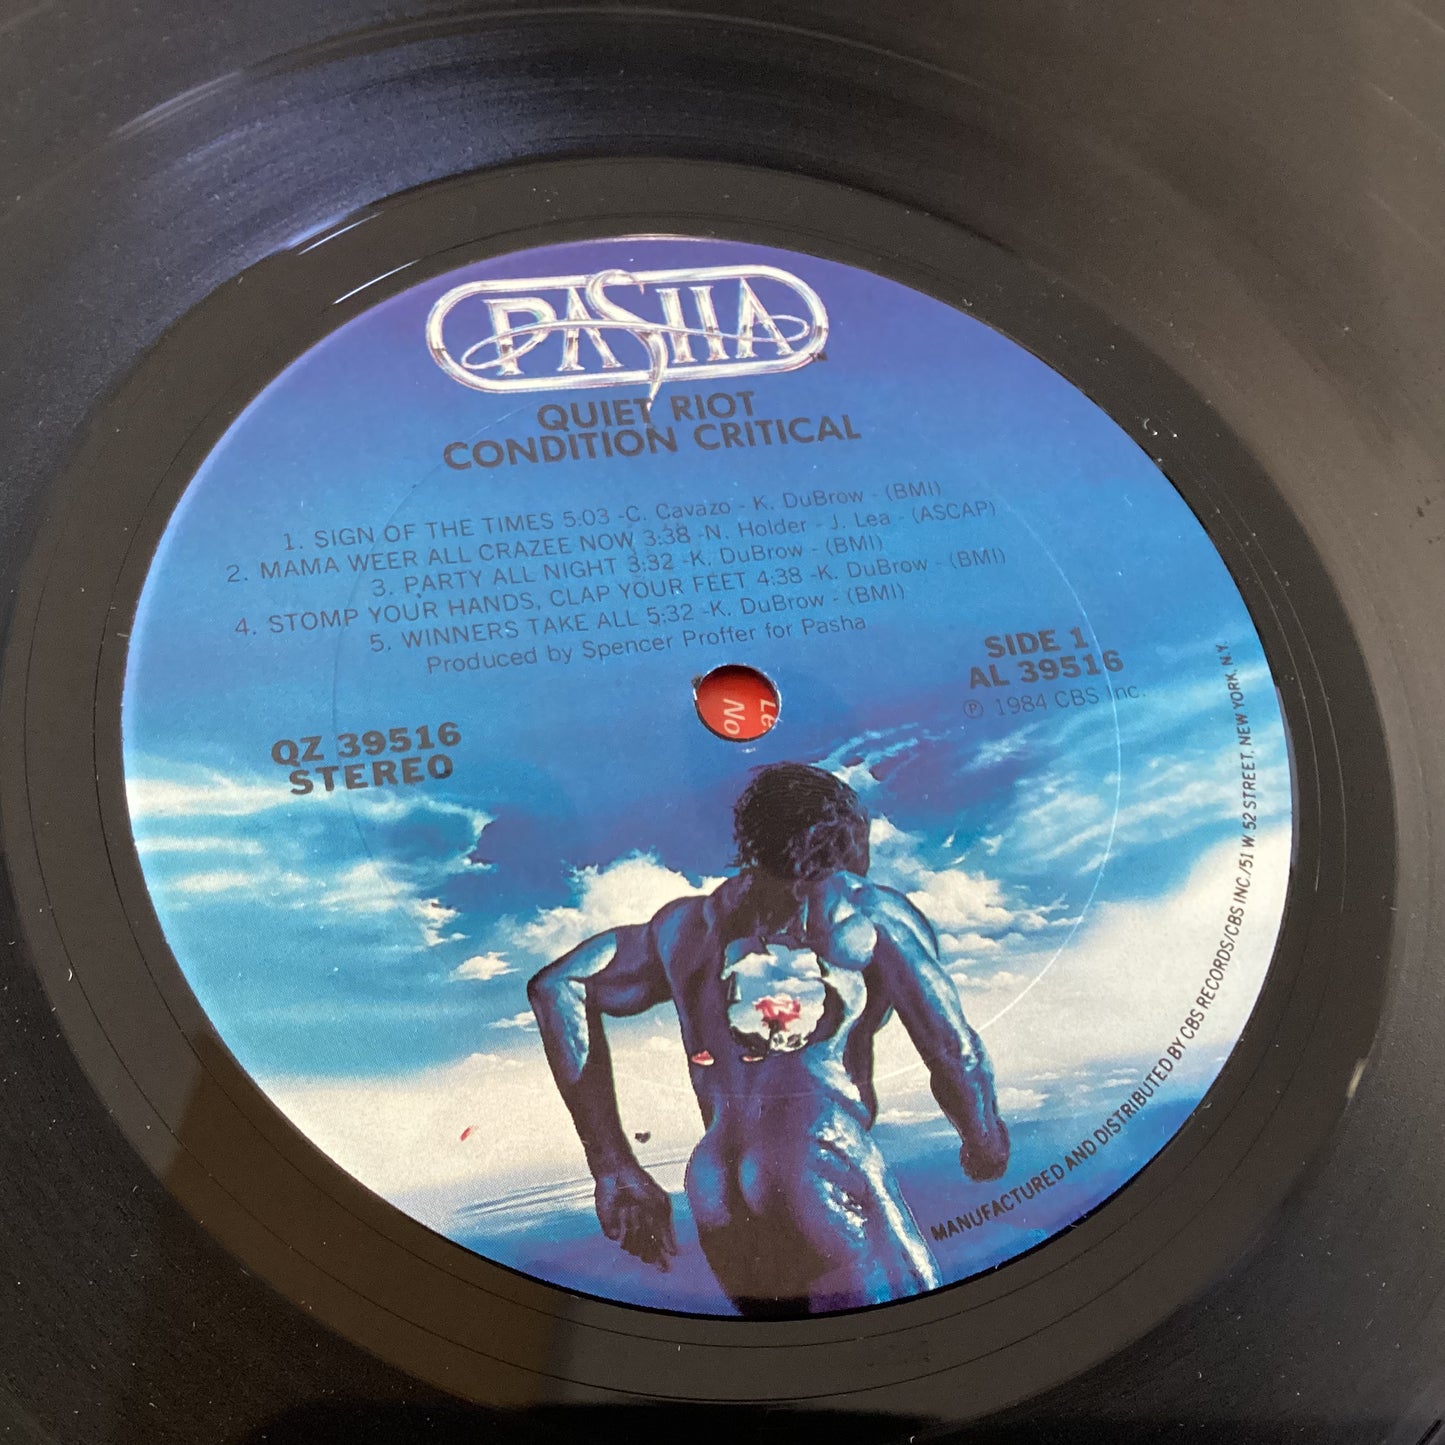 PASHA
TM
QUIET RIOT
CONDITION CRITICAL
1. SIGN OF THE TIMES 5:03 -C. Cavazo - K. DuBrow - (BMI)
2. MAMA WEER ALL CRAZEE NOW 3:38 -N. Holder - J. Lea - (ASCAP)
3. PARTY ALL NIGHT 3:32 -K. DuBrow - (BMI)
4. STOMP YOUR HANDS, CLAP YOUR FEET 4:38 -K. DuBrow - (BMI)
5. WINNERS TAKE ALL 5:32 -K. DuBrow - (BMI)
Produced by Spencer Proffer for Pasha
SIDE 1
AL 39516
℗ 1984 CBS Inc.
QZ 39516
STEREO
No
MANUFACTURED AND DISTRIBUTED BY CBS RECORDS/CBS INC./51 W. 52 STREET, NEW YORK, N.Y.